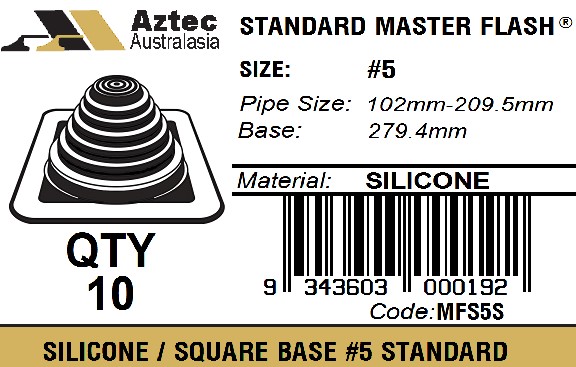 Aztec
Australasia
STANDARD MASTER FLASH®
SIZE: #5
Pipe Size: 102mm-209.5mm
Base: 279.4mm
Material: SILICONE
QTY
10
9 343603 000192
Code:MFS5S
SILICONE / SQUARE BASE #5 STANDARD